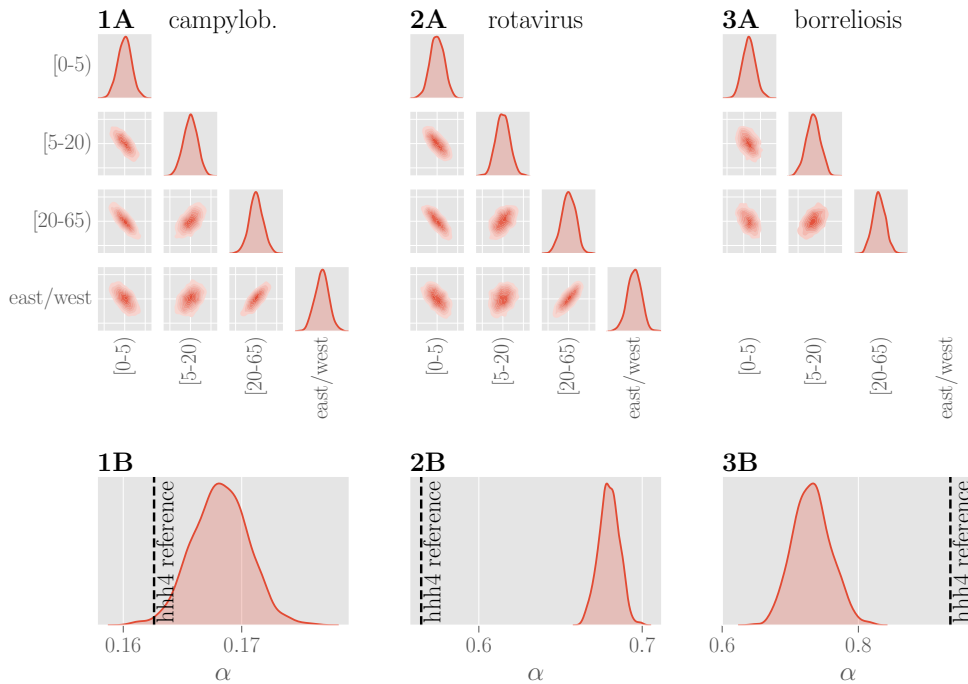 1A campylob.
2A rotavirus
3A borreliosis
[0-5)
[5-20)
[20-65)
east/west
[0-5)
[5-20)
[20-65)
east/west
[0-5)
[5-20)
[20-65)
east/west
[0-5)
[5-20)
[20-65)
east/west
1B
2B
3B
hhh4 reference
hhh4 reference
hhh4 reference
0.16 0.17
0.6 0.7
0.6 0.8
α
α
α